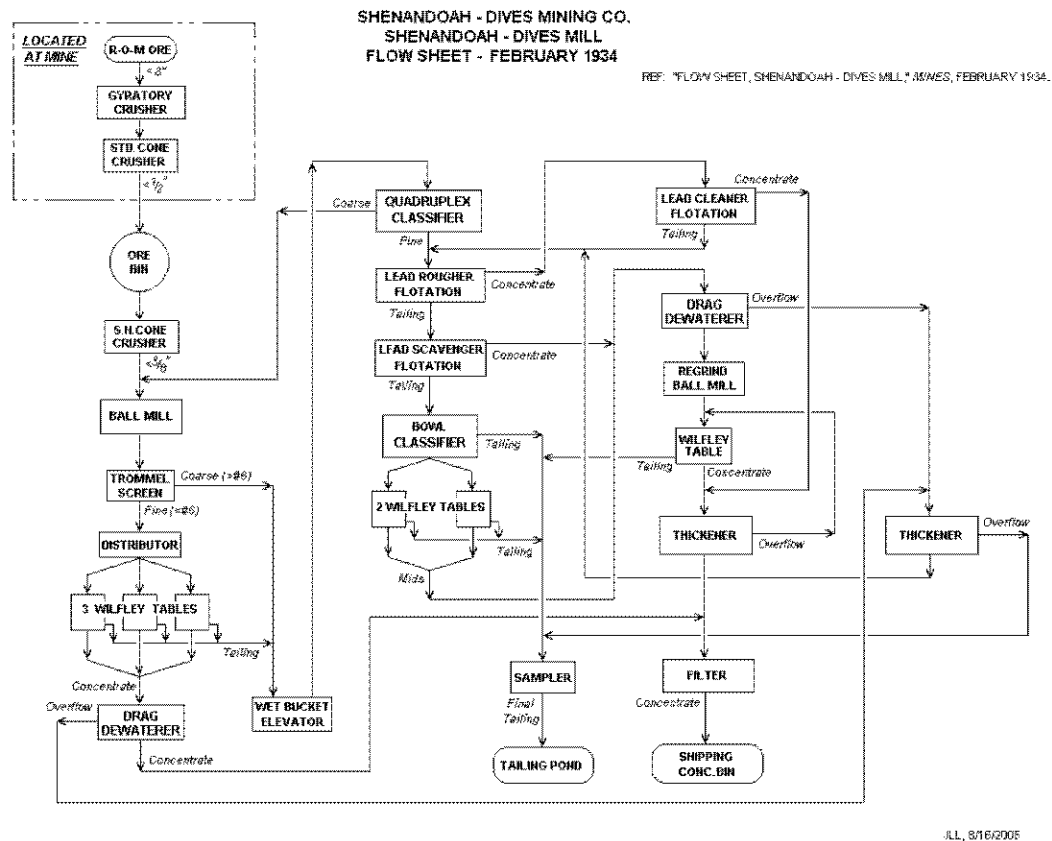 SHENANDOAH - DIVES MINING CO.
SHENANDOAH - DIVES MILL
FLOW SHEET - FEBRUARY 1934
REF: "FLOW SHEET, SHENANDOAH - DIVES MILL," MINES, FEBRUARY 1934.
LOCATED
AT MINE
R-O-M ORE
GYRATORY
CRUSHER
STD. CONE
CRUSHER
<1/2"
ORE
BIN
S.H. CONE
CRUSHER
BALL MILL
TROMMEL
SCREEN
Coarse (>#6)
Fine (<#6)
DISTRIBUTOR
3 WILFLEY TABLES
Tailing
Concentrate
Overflow
DRAG
DEWATERER
Concentrate
WET BUCKET
ELEVATOR
Coarse
QUADRUPLEX
CLASSIFIER
Fine
LEAD ROUGHER
FLOTATION
Concentrate
Tailing
LEAD SCAVENGER
FLOTATION
Concentrate
Tailing
BOWL
CLASSIFIER
Tailing
2 WILFLEY TABLES
Tailing
Mids
SAMPLER
Final
Tailing
TAILING POND
LEAD CLEANER
FLOTATION
Concentrate
Tailing
DRAG
DEWATERER
Overflow
REGRIND
BALL MILL
WILFLEY
TABLE
Tailing
Concentrate
THICKENER
Overflow
THICKENER
Overflow
FILTER
Concentrate
SHIPPING
CONC. BIN